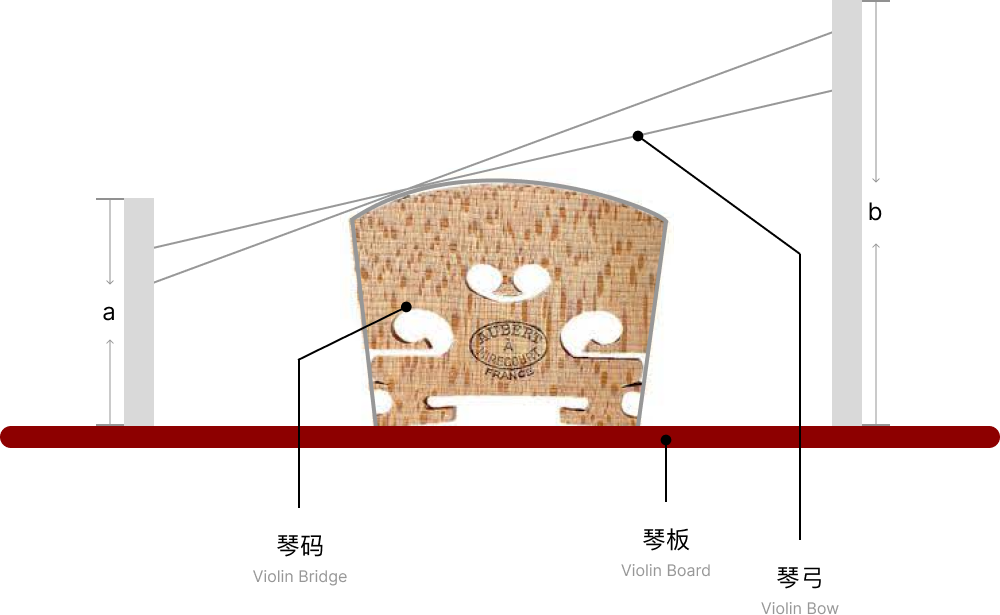 b
a
AUBERT
À
MIRECOURT
FRANCE
琴码
Violin Bridge
琴板
Violin Board
琴弓
Violin Bow